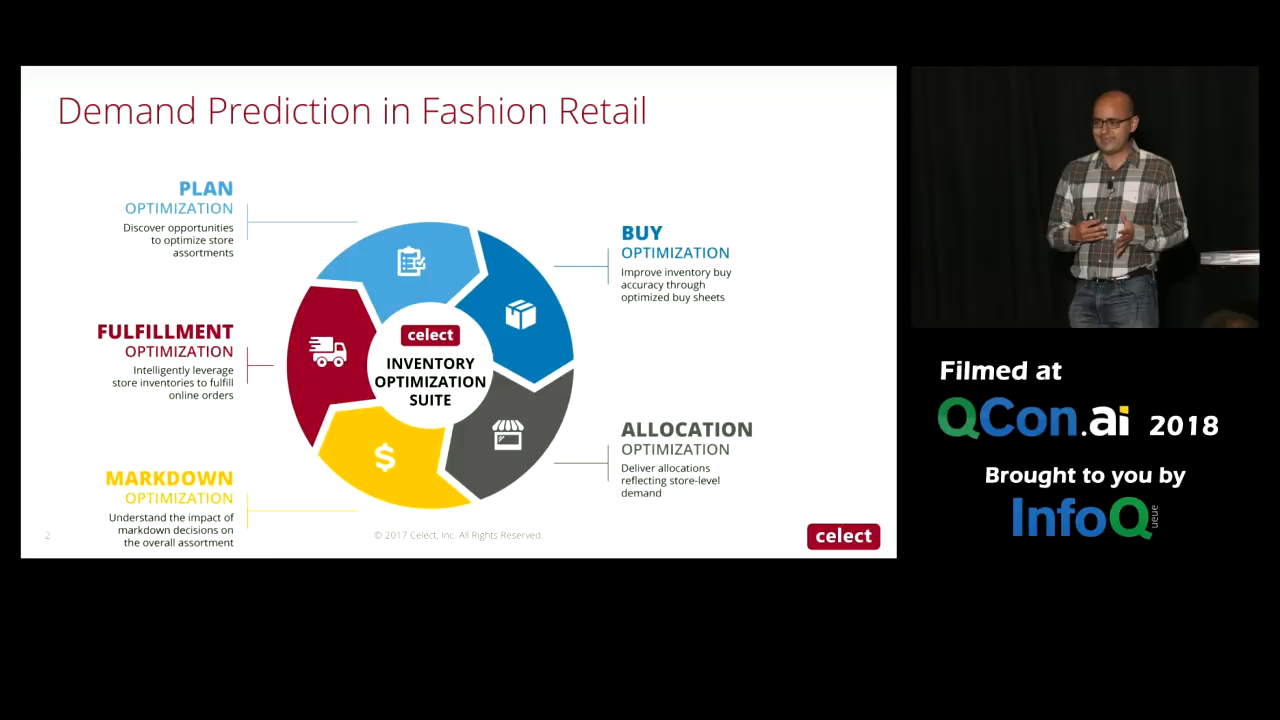 Demand Prediction in Fashion Retail
PLAN
OPTIMIZATION
Discover opportunities
to optimize store
assortments
BUY
OPTIMIZATION
Improve inventory buy
accuracy through
optimized buy sheets
FULFILLMENT
OPTIMIZATION
Intelligently leverage
store inventories to fulfill
online orders
celect
INVENTORY
OPTIMIZATION
SUITE
ALLOCATION
OPTIMIZATION
Deliver allocations
reflecting store-level
demand
MARKDOWN
OPTIMIZATION
Understand the impact of
markdown decisions on
the overall assortment
$
2
© 2017 Celect, Inc. All Rights Reserved.
celect
Filmed at
QCon.ai 2018
Brought to you by
InfoQ
ueue